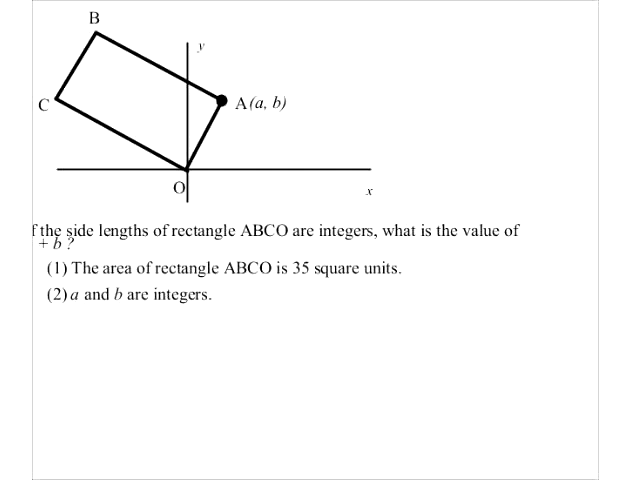 B
y
C
A (a, b)
O
x
f the side lengths of rectangle ABCO are integers, what is the value of
+ b ?
(1) The area of rectangle ABCO is 35 square units.
(2) a and b are integers.